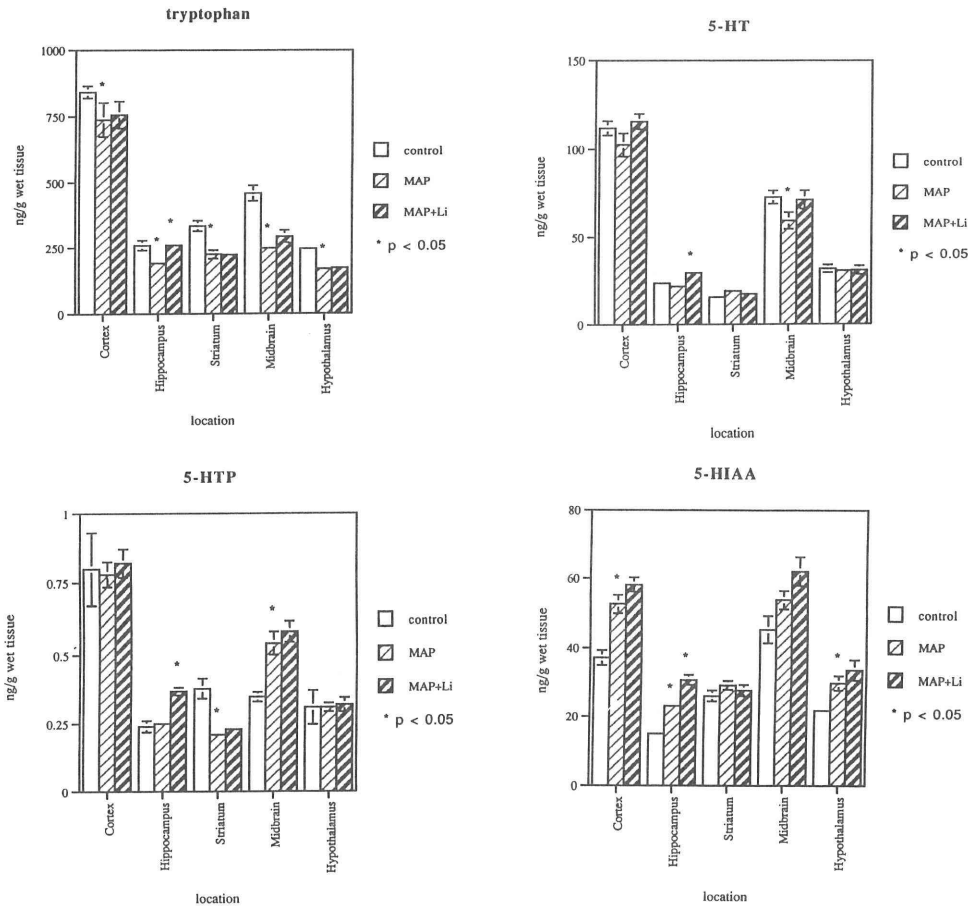 tryptophan
1000
750
500
250
0
ng/g wet tissue
Cortex
Hippocampus
Striatum
Midbrain
Hypothalamus
location
control
MAP
MAP+Li
* p < 0.05
* * * * * *
5-HT
150
100
50
0
ng/g wet tissue
Cortex
Hippocampus
Striatum
Midbrain
Hypothalamus
location
control
MAP
MAP+Li
* p < 0.05
* *
5-HTP
1
0.75
0.5
0.25
0
ng/g wet tissue
Cortex
Hippocampus
Striatum
Midbrain
Hypothalamus
location
control
MAP
MAP+Li
* p < 0.05
* * *
5-HIAA
80
60
40
20
0
ng/g wet tissue
Cortex
Hippocampus
Striatum
Midbrain
Hypothalamus
location
control
MAP
MAP+Li
* p < 0.05
* * * *